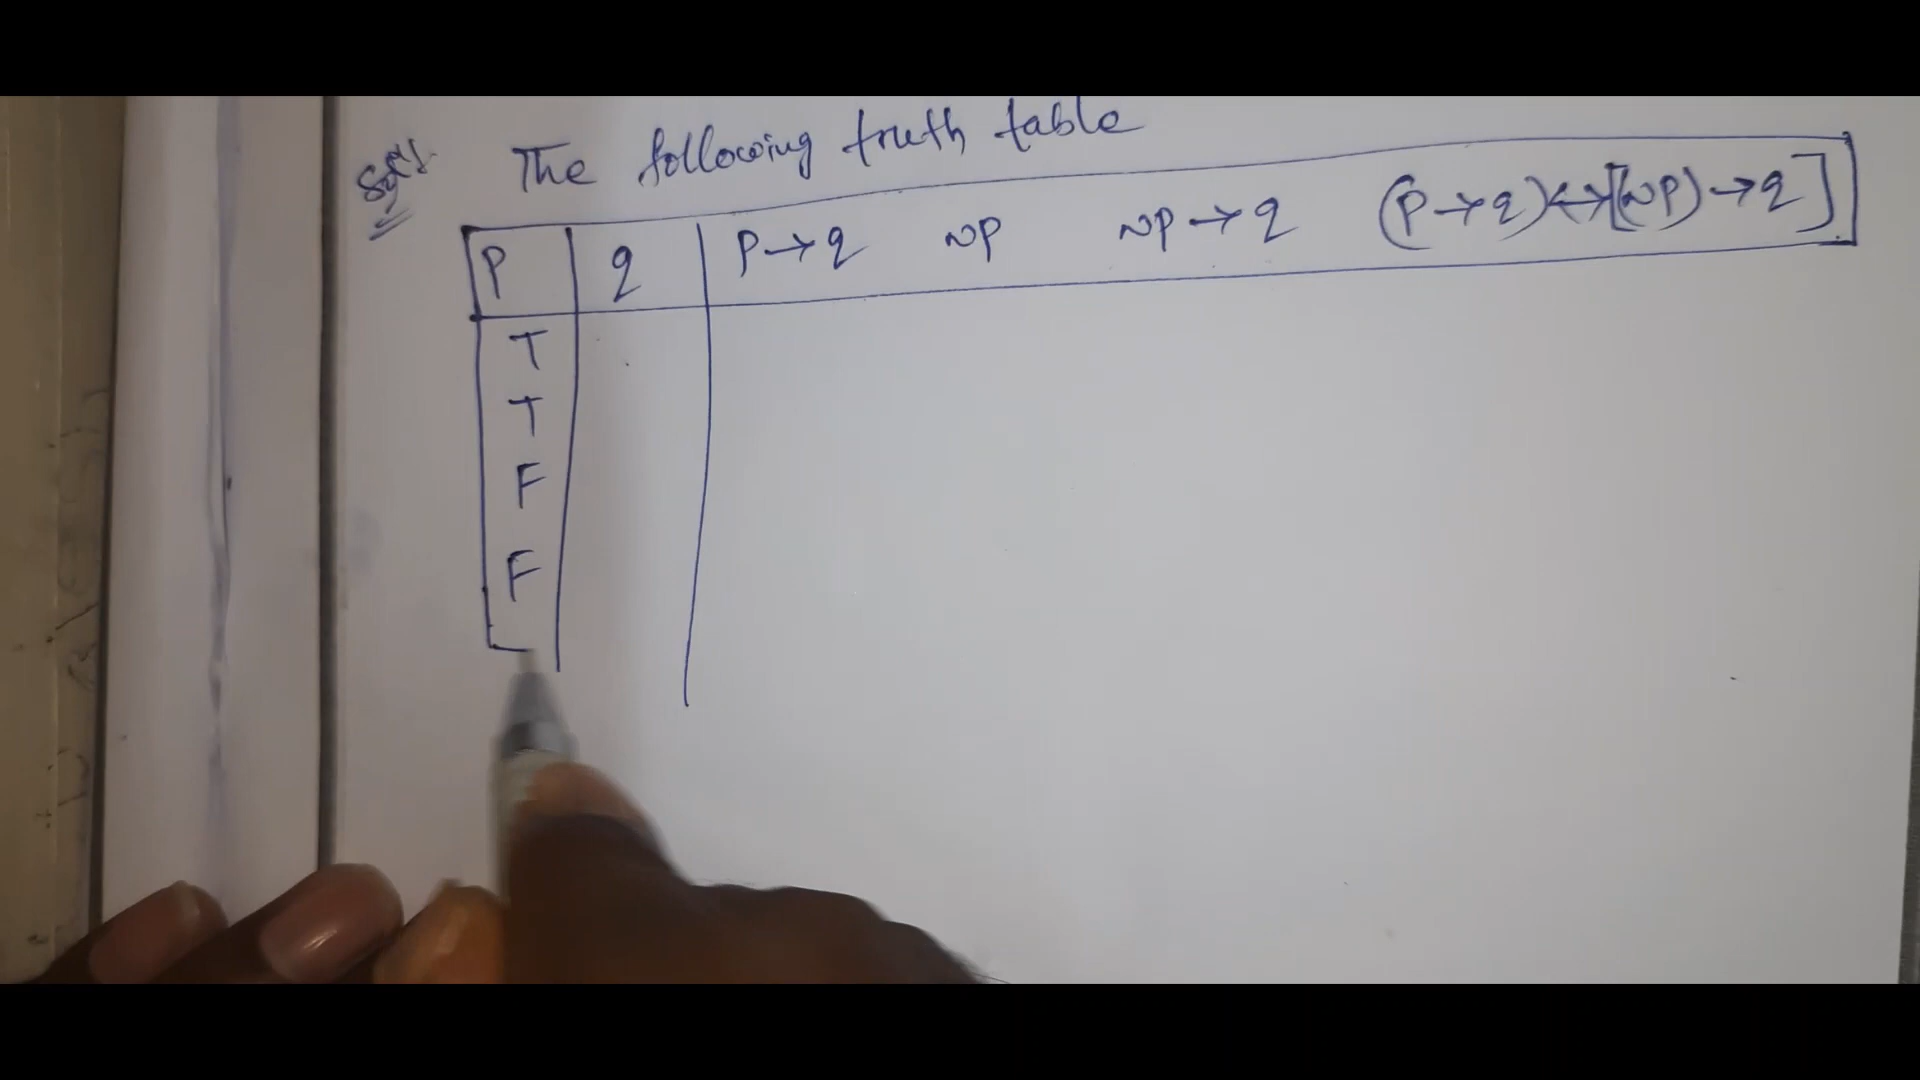 Sol:
The following truth table
P q P→q ~P ~P→q (P→q)↔[(~P)→q]
T
T
F
F